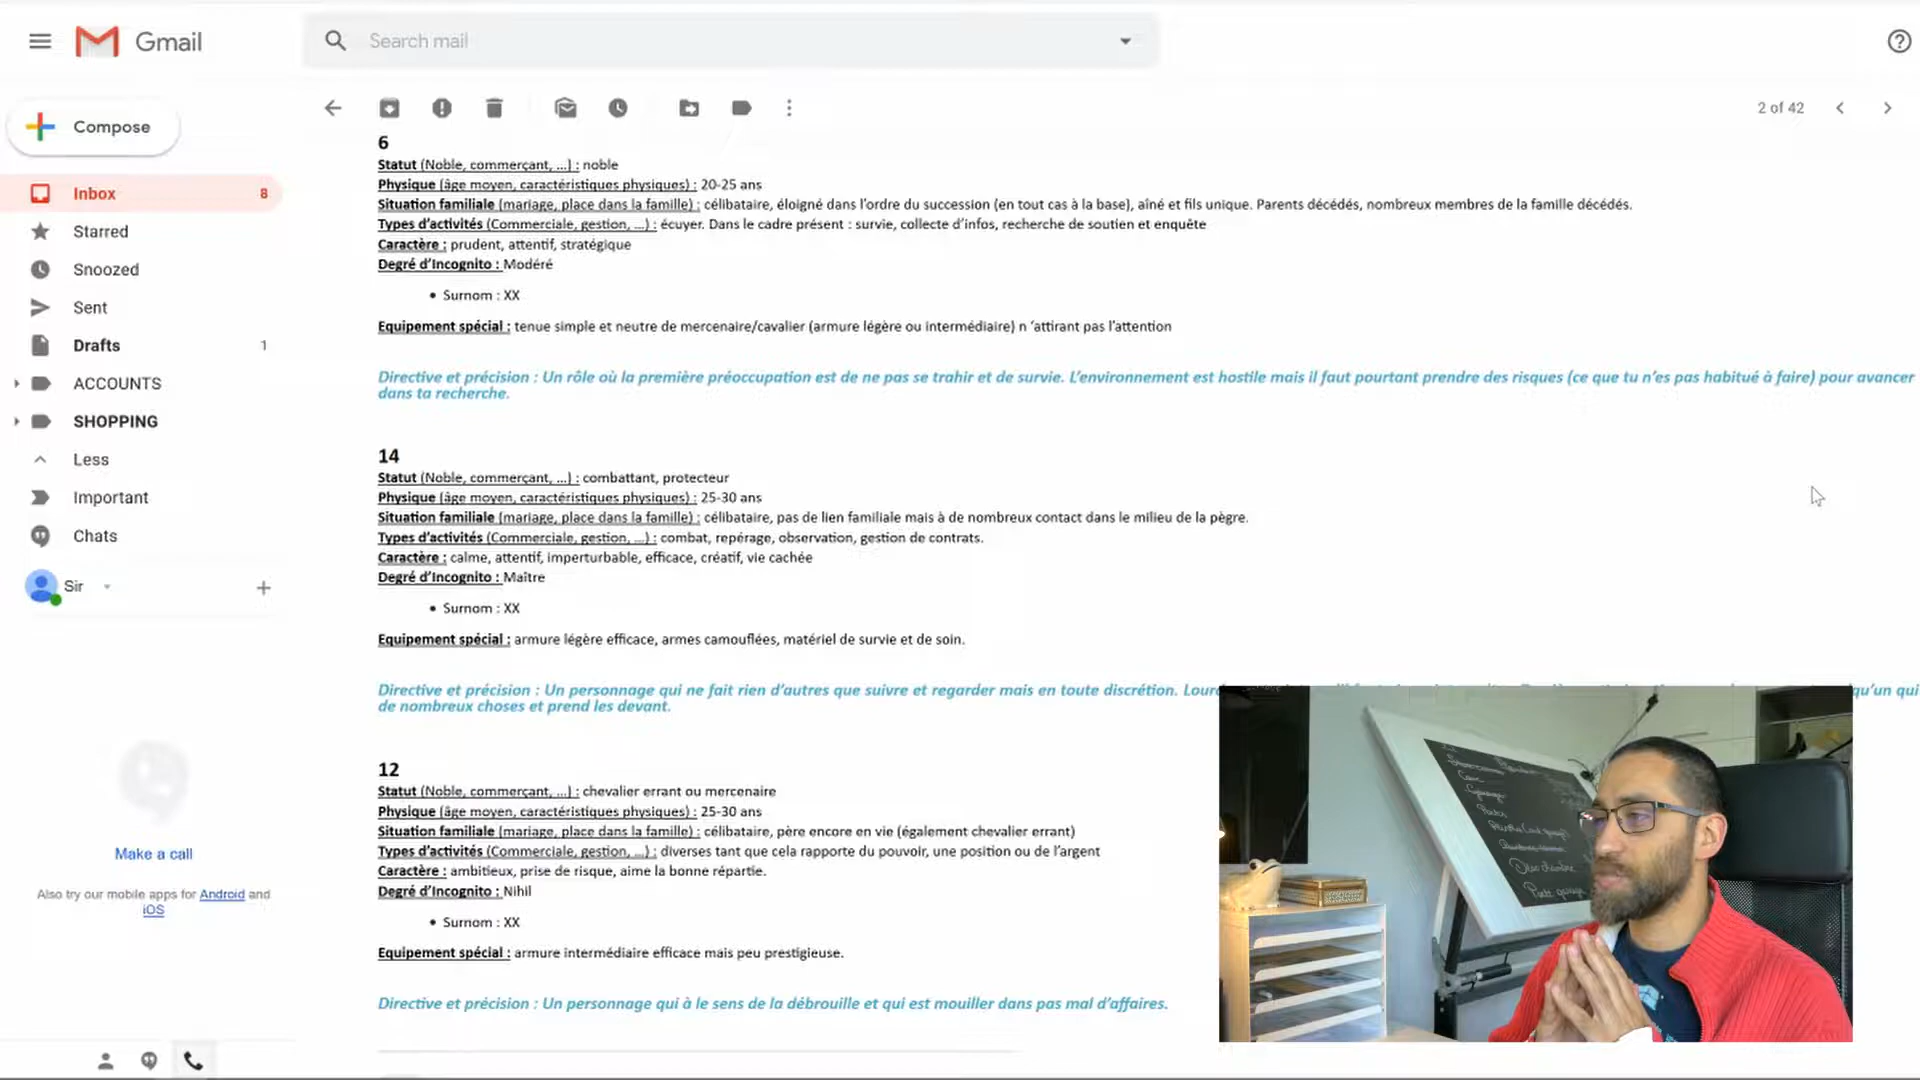 Gmail
Search mail
Compose
2 of 42
Inbox 8
Starred
Snoozed
Sent
Drafts 1
ACCOUNTS
SHOPPING
Less
Important
Chats
Sir
Make a call
Also try our mobile apps for Android and
iOS
6
Statut (Noble, commerçant, ...) : noble
Physique (âge moyen, caractéristiques physiques) : 20-25 ans
Situation familiale (mariage, place dans la famille) : célibataire, éloigné dans l'ordre du succession (en tout cas à la base), aîné et fils unique. Parents décédés, nombreux membres de la famille décédés.
Types d'activités (Commerciale, gestion, ...) : écuyer. Dans le cadre présent : survie, collecte d'infos, recherche de soutien et enquête
Caractère : prudent, attentif, stratégique
Degré d'Incognito : Modéré
• Surnom : XX
Equipement spécial : tenue simple et neutre de mercenaire/cavalier (armure légère ou intermédiaire) n 'attirant pas l'attention
Directive et précision : Un rôle où la première préoccupation est de ne pas se trahir et de survie. L'environnement est hostile mais il faut pourtant prendre des risques (ce que tu n'es pas habitué à faire) pour avancer
dans ta recherche.
14
Statut (Noble, commerçant, ...) : combattant, protecteur
Physique (âge moyen, caractéristiques physiques) : 25-30 ans
Situation familiale (mariage, place dans la famille) : célibataire, pas de lien familiale mais à de nombreux contact dans le milieu de la pègre.
Types d'activités (Commerciale, gestion, ...) : combat, repérage, observation, gestion de contrats.
Caractère : calme, attentif, imperturbable, efficace, créatif, vie cachée
Degré d'Incognito : Maître
• Surnom : XX
Equipement spécial : armure légère efficace, armes camouflées, matériel de survie et de soin.
Directive et précision : Un personnage qui ne fait rien d'autres que suivre et regarder mais en toute discrétion. qu'un qui
de nombreux choses et prend les devant.
12
Statut (Noble, commerçant, ...) : chevalier errant ou mercenaire
Physique (âge moyen, caractéristiques physiques) : 25-30 ans
Situation familiale (mariage, place dans la famille) : célibataire, père encore en vie (également chevalier errant)
Types d'activités (Commerciale, gestion, ...) : diverses tant que cela rapporte du pouvoir, une position ou de l'argent
Caractère : ambitieux, prise de risque, aime la bonne répartie.
Degré d'Incognito : Nihil
• Surnom : XX
Equipement spécial : armure intermédiaire efficace mais peu prestigieuse.
Directive et précision : Un personnage qui à le sens de la débrouille et qui est mouiller dans pas mal d'affaires.